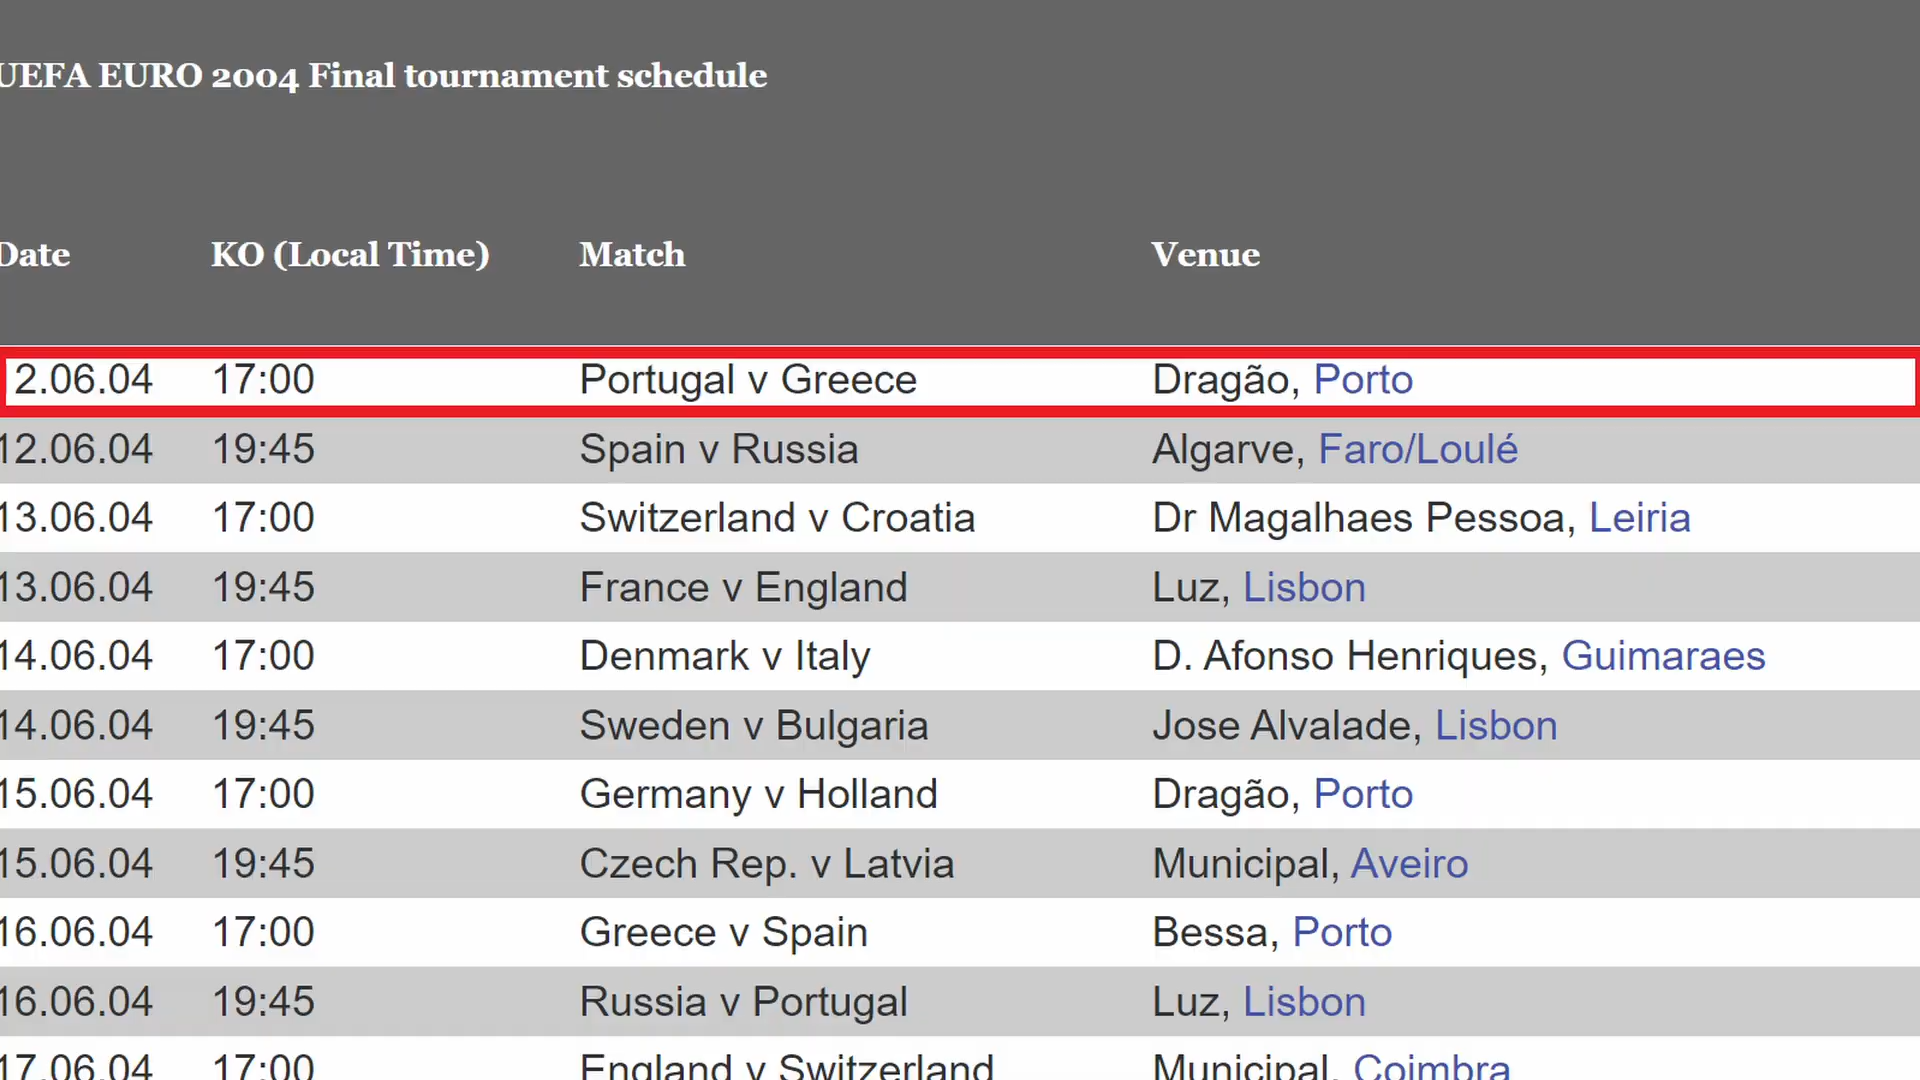 UEFA EURO 2004 Final tournament schedule
Date KO (Local Time) Match Venue
2.06.04 17:00 Portugal v Greece Dragão, Porto
12.06.04 19:45 Spain v Russia Algarve, Faro/Loulé
13.06.04 17:00 Switzerland v Croatia Dr Magalhaes Pessoa, Leiria
13.06.04 19:45 France v England Luz, Lisbon
14.06.04 17:00 Denmark v Italy D. Afonso Henriques, Guimaraes
14.06.04 19:45 Sweden v Bulgaria Jose Alvalade, Lisbon
15.06.04 17:00 Germany v Holland Dragão, Porto
15.06.04 19:45 Czech Rep. v Latvia Municipal, Aveiro
16.06.04 17:00 Greece v Spain Bessa, Porto
16.06.04 19:45 Russia v Portugal Luz, Lisbon
17.06.04 17:00 England v Switzerland Municipal, Coimbra